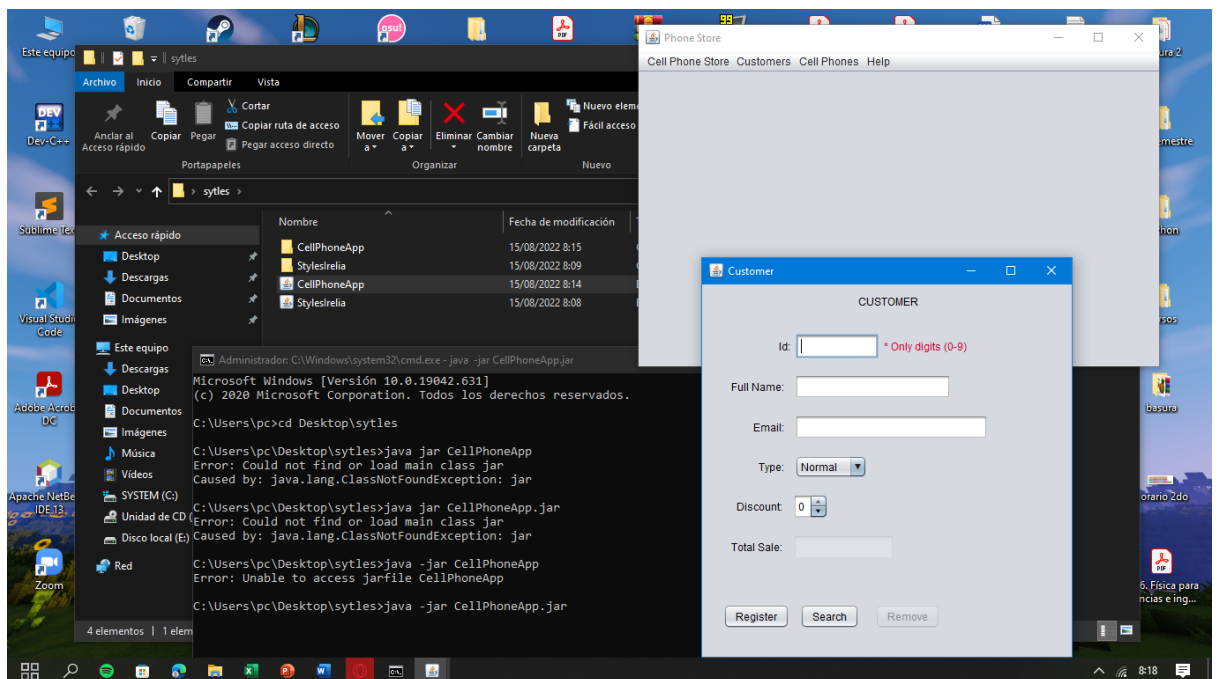 Este equipo
osu!
PDF
99
ura 2
sytles
Archivo Inicio Compartir Vista
DEV
Dev-C++
Anclar al Acceso rápido
Copiar
Pegar
Cortar
Copiar ruta de acceso
Pegar acceso directo
Portapapeles
Mover a
Copiar a
Eliminar
Cambiar nombre
Organizar
Nueva carpeta
Nuevo elem
Fácil acceso
Nuevo
sytles
Sublime Tex
Visual Studi
Code
Adobe Acrob
DC
Apache NetBe
IDE 13.
Zoom
Acceso rápido
Desktop
Descargas
Documentos
Imágenes
Este equipo
Descargas
Desktop
Documentos
Imágenes
Música
Vídeos
SYSTEM (C:)
Unidad de CD (
Disco local (E:)
Red
4 elementos | 1 elem
Nombre Fecha de modificación
CellPhoneApp 15/08/2022 8:15
StylesIrelia 15/08/2022 8:09
CellPhoneApp 15/08/2022 8:14
StylesIrelia 15/08/2022 8:08
Administrador: C:\Windows\system32\cmd.exe - java -jar CellPhoneApp.jar
Microsoft Windows [Versión 10.0.19042.631]
(c) 2020 Microsoft Corporation. Todos los derechos reservados.
C:\Users\pc>cd Desktop\sytles
C:\Users\pc\Desktop\sytles>java jar CellPhoneApp
Error: Could not find or load main class jar
Caused by: java.lang.ClassNotFoundException: jar
C:\Users\pc\Desktop\sytles>java jar CellPhoneApp.jar
Error: Could not find or load main class jar
Caused by: java.lang.ClassNotFoundException: jar
C:\Users\pc\Desktop\sytles>java -jar CellPhoneApp
Error: Unable to access jarfile CellPhoneApp
C:\Users\pc\Desktop\sytles>java -jar CellPhoneApp.jar
Phone Store
Cell Phone Store Customers Cell Phones Help
Customer
CUSTOMER
Id: * Only digits (0-9)
Full Name:
Email:
Type: Normal
Discount: 0
Total Sale:
Register Search Remove
emestre
hon
rsos
basura
orario 2do
PDF
6. Física para
ncias e ing...
8:18